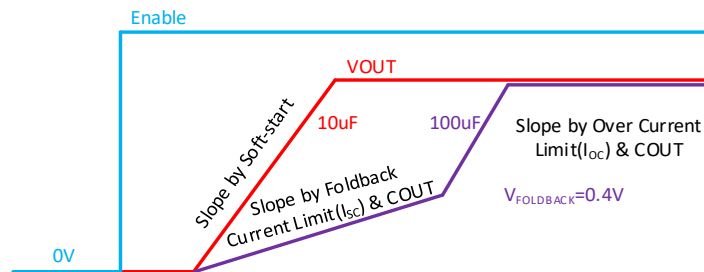 Enable
VOUT
Slope by Soft-start
10uF
100uF
Slope by Over Current
Limit(IOC) & COUT
Slope by Foldback
Current Limit(ISC) & COUT
VFOLDBACK=0.4V
0V